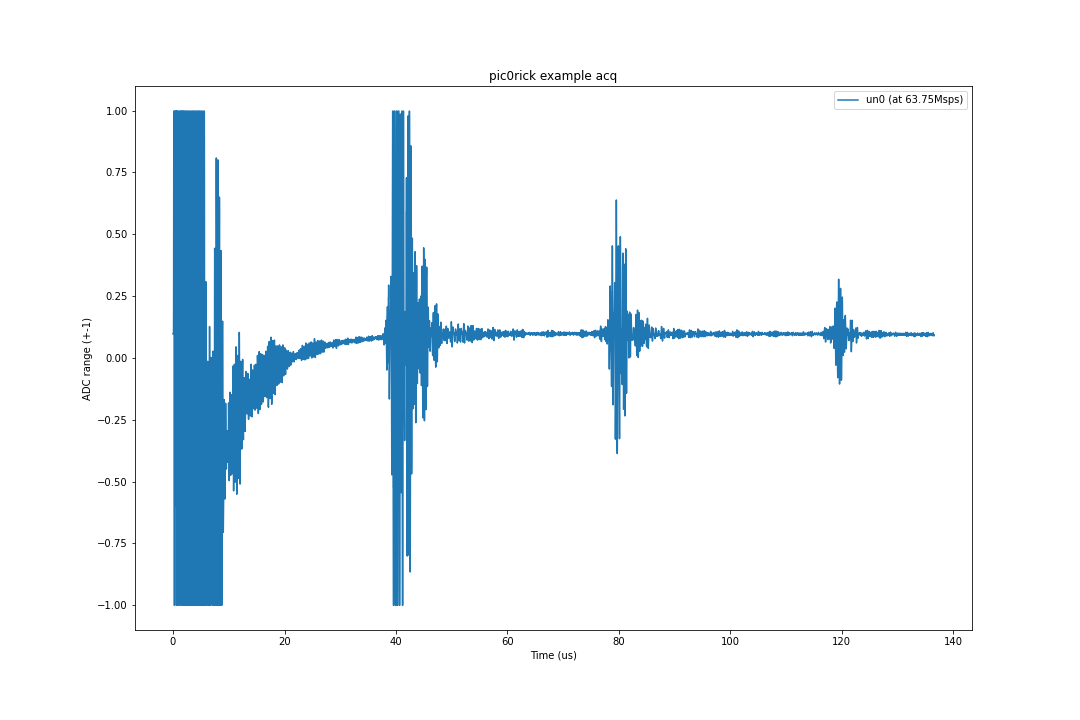 pic0rick example acq
un0 (at 63.75Msps)
ADC range (+-1)
1.00
0.75
0.50
0.25
0.00
−0.25
−0.50
−0.75
−1.00
0 20 40 60 80 100 120 140
Time (us)